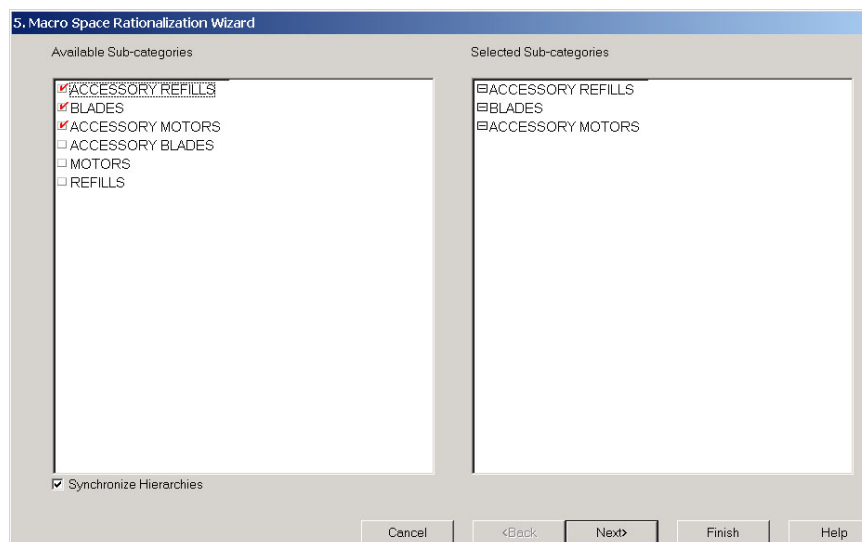 5. Macro Space Rationalization Wizard
Available Sub-categories
ACCESSORY REFILLS
BLADES
ACCESSORY MOTORS
ACCESSORY BLADES
MOTORS
REFILLS
Selected Sub-categories
ACCESSORY REFILLS
BLADES
ACCESSORY MOTORS
Synchronize Hierarchies
Cancel <Back Next> Finish Help